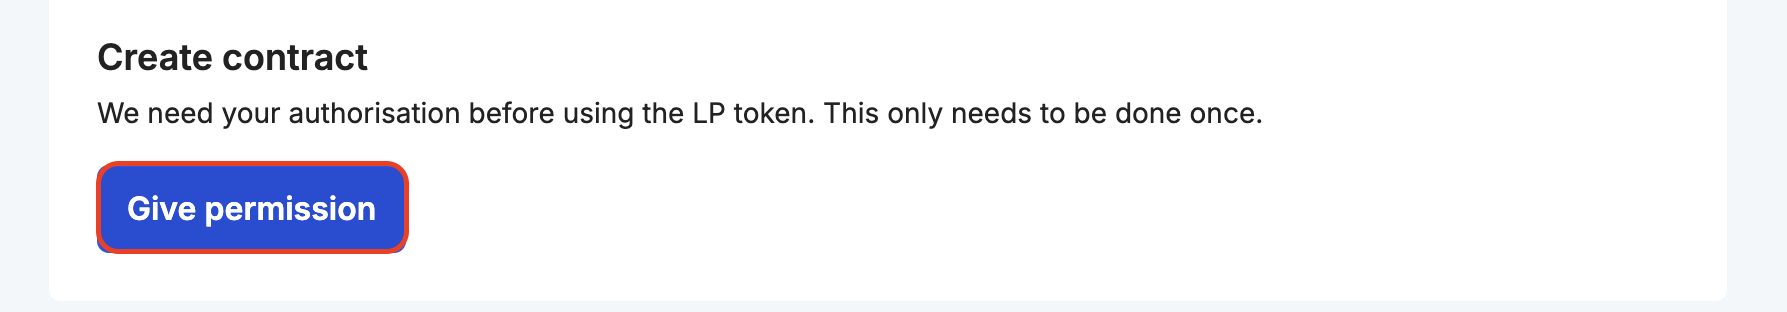 Create contract
We need your authorisation before using the LP token. This only needs to be done once.
Give permission